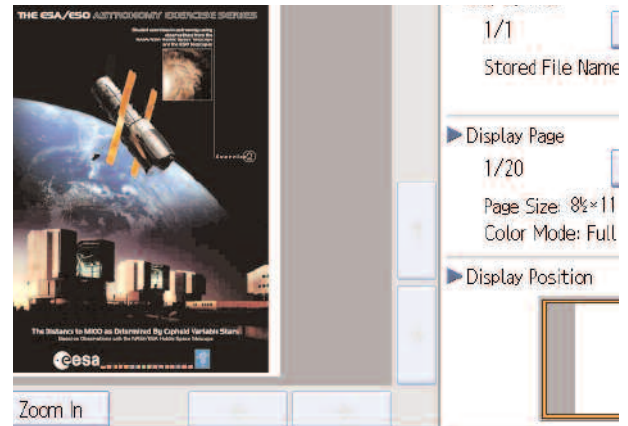 THE ESA/ESO ASTRONOMY EXERCISE SERIES
The Distance to M100 as Determined by Cepheid Variable Stars
esa
Zoom In
1/1
Stored File Name
Display Page
1/20
Page Size: 8½×11
Color Mode: Full
Display Position